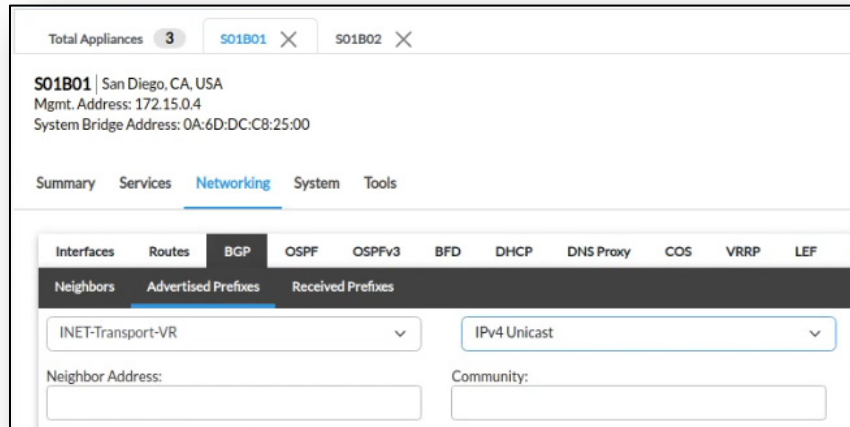 Total Appliances 3 S01B01 S01B02
S01B01 | San Diego, CA, USA
Mgmt. Address: 172.15.0.4
System Bridge Address: 0A:6D:DC:C8:25:00
Summary Services Networking System Tools
Interfaces Routes BGP OSPF OSPFv3 BFD DHCP DNS Proxy COS VRRP LEF
Neighbors Advertised Prefixes Received Prefixes
INET-Transport-VR IPv4 Unicast
Neighbor Address: Community: